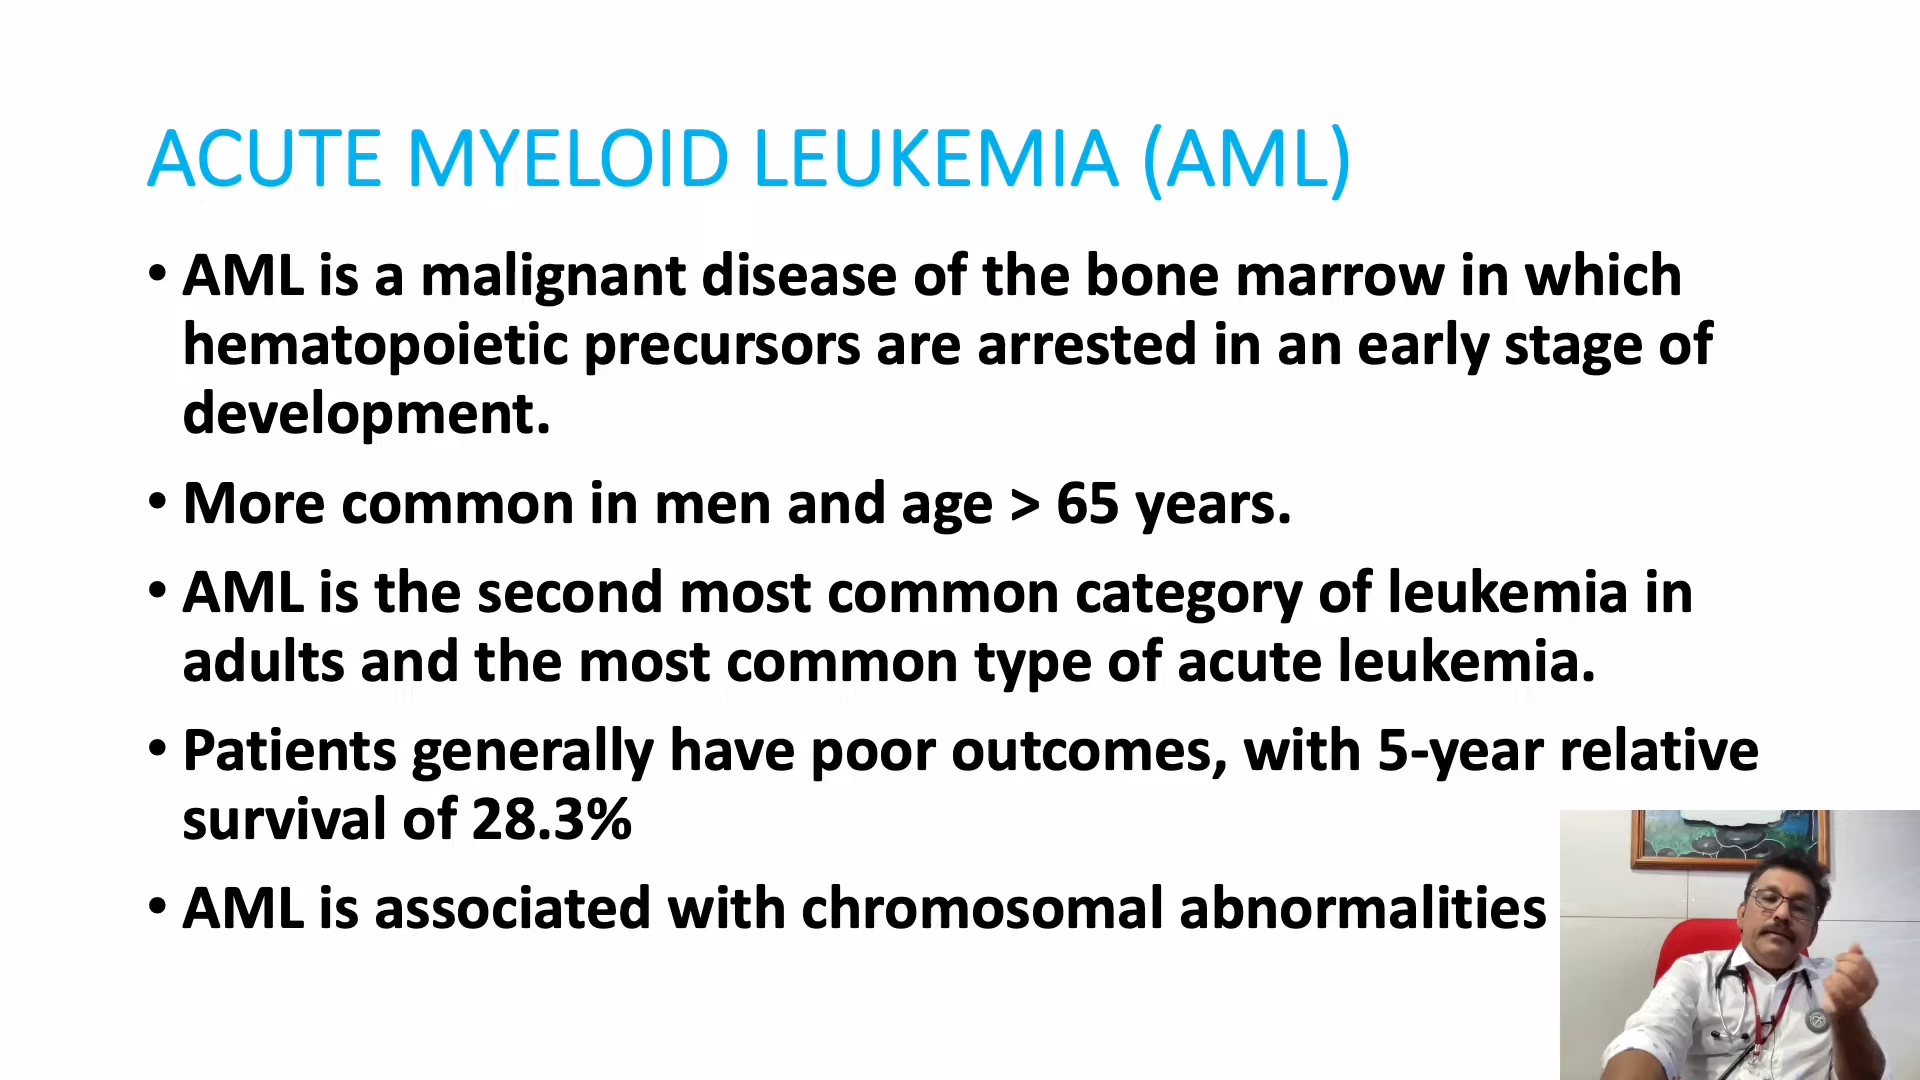 ACUTE MYELOID LEUKEMIA (AML)
• AML is a malignant disease of the bone marrow in which
hematopoietic precursors are arrested in an early stage of
development.
• More common in men and age > 65 years.
• AML is the second most common category of leukemia in
adults and the most common type of acute leukemia.
• Patients generally have poor outcomes, with 5-year relative
survival of 28.3%
• AML is associated with chromosomal abnormalities